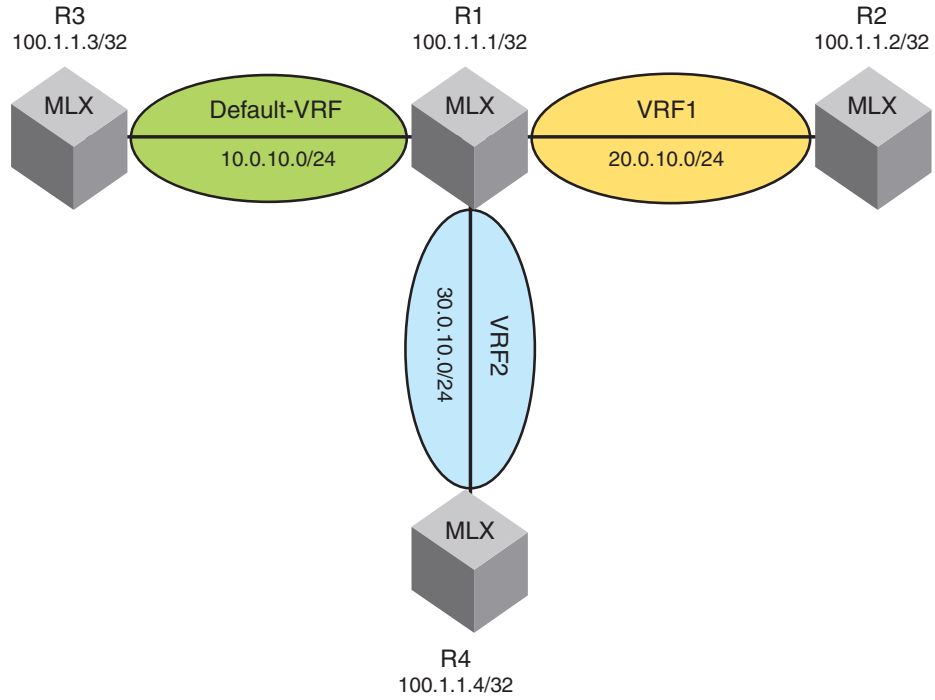 R3
100.1.1.3/32
R1
100.1.1.1/32
R2
100.1.1.2/32
MLX
Default-VRF
10.0.10.0/24
MLX
VRF1
20.0.10.0/24
MLX
30.0.10.0/24
VRF2
MLX
R4
100.1.1.4/32